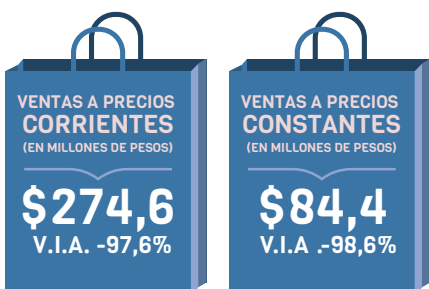 VENTAS A PRECIOS
CORRIENTES
(EN MILLONES DE PESOS)
$274,6
V.I.A. -97,6%
VENTAS A PRECIOS
CONSTANTES
(EN MILLONES DE PESOS)
$84,4
V.I.A .-98,6%